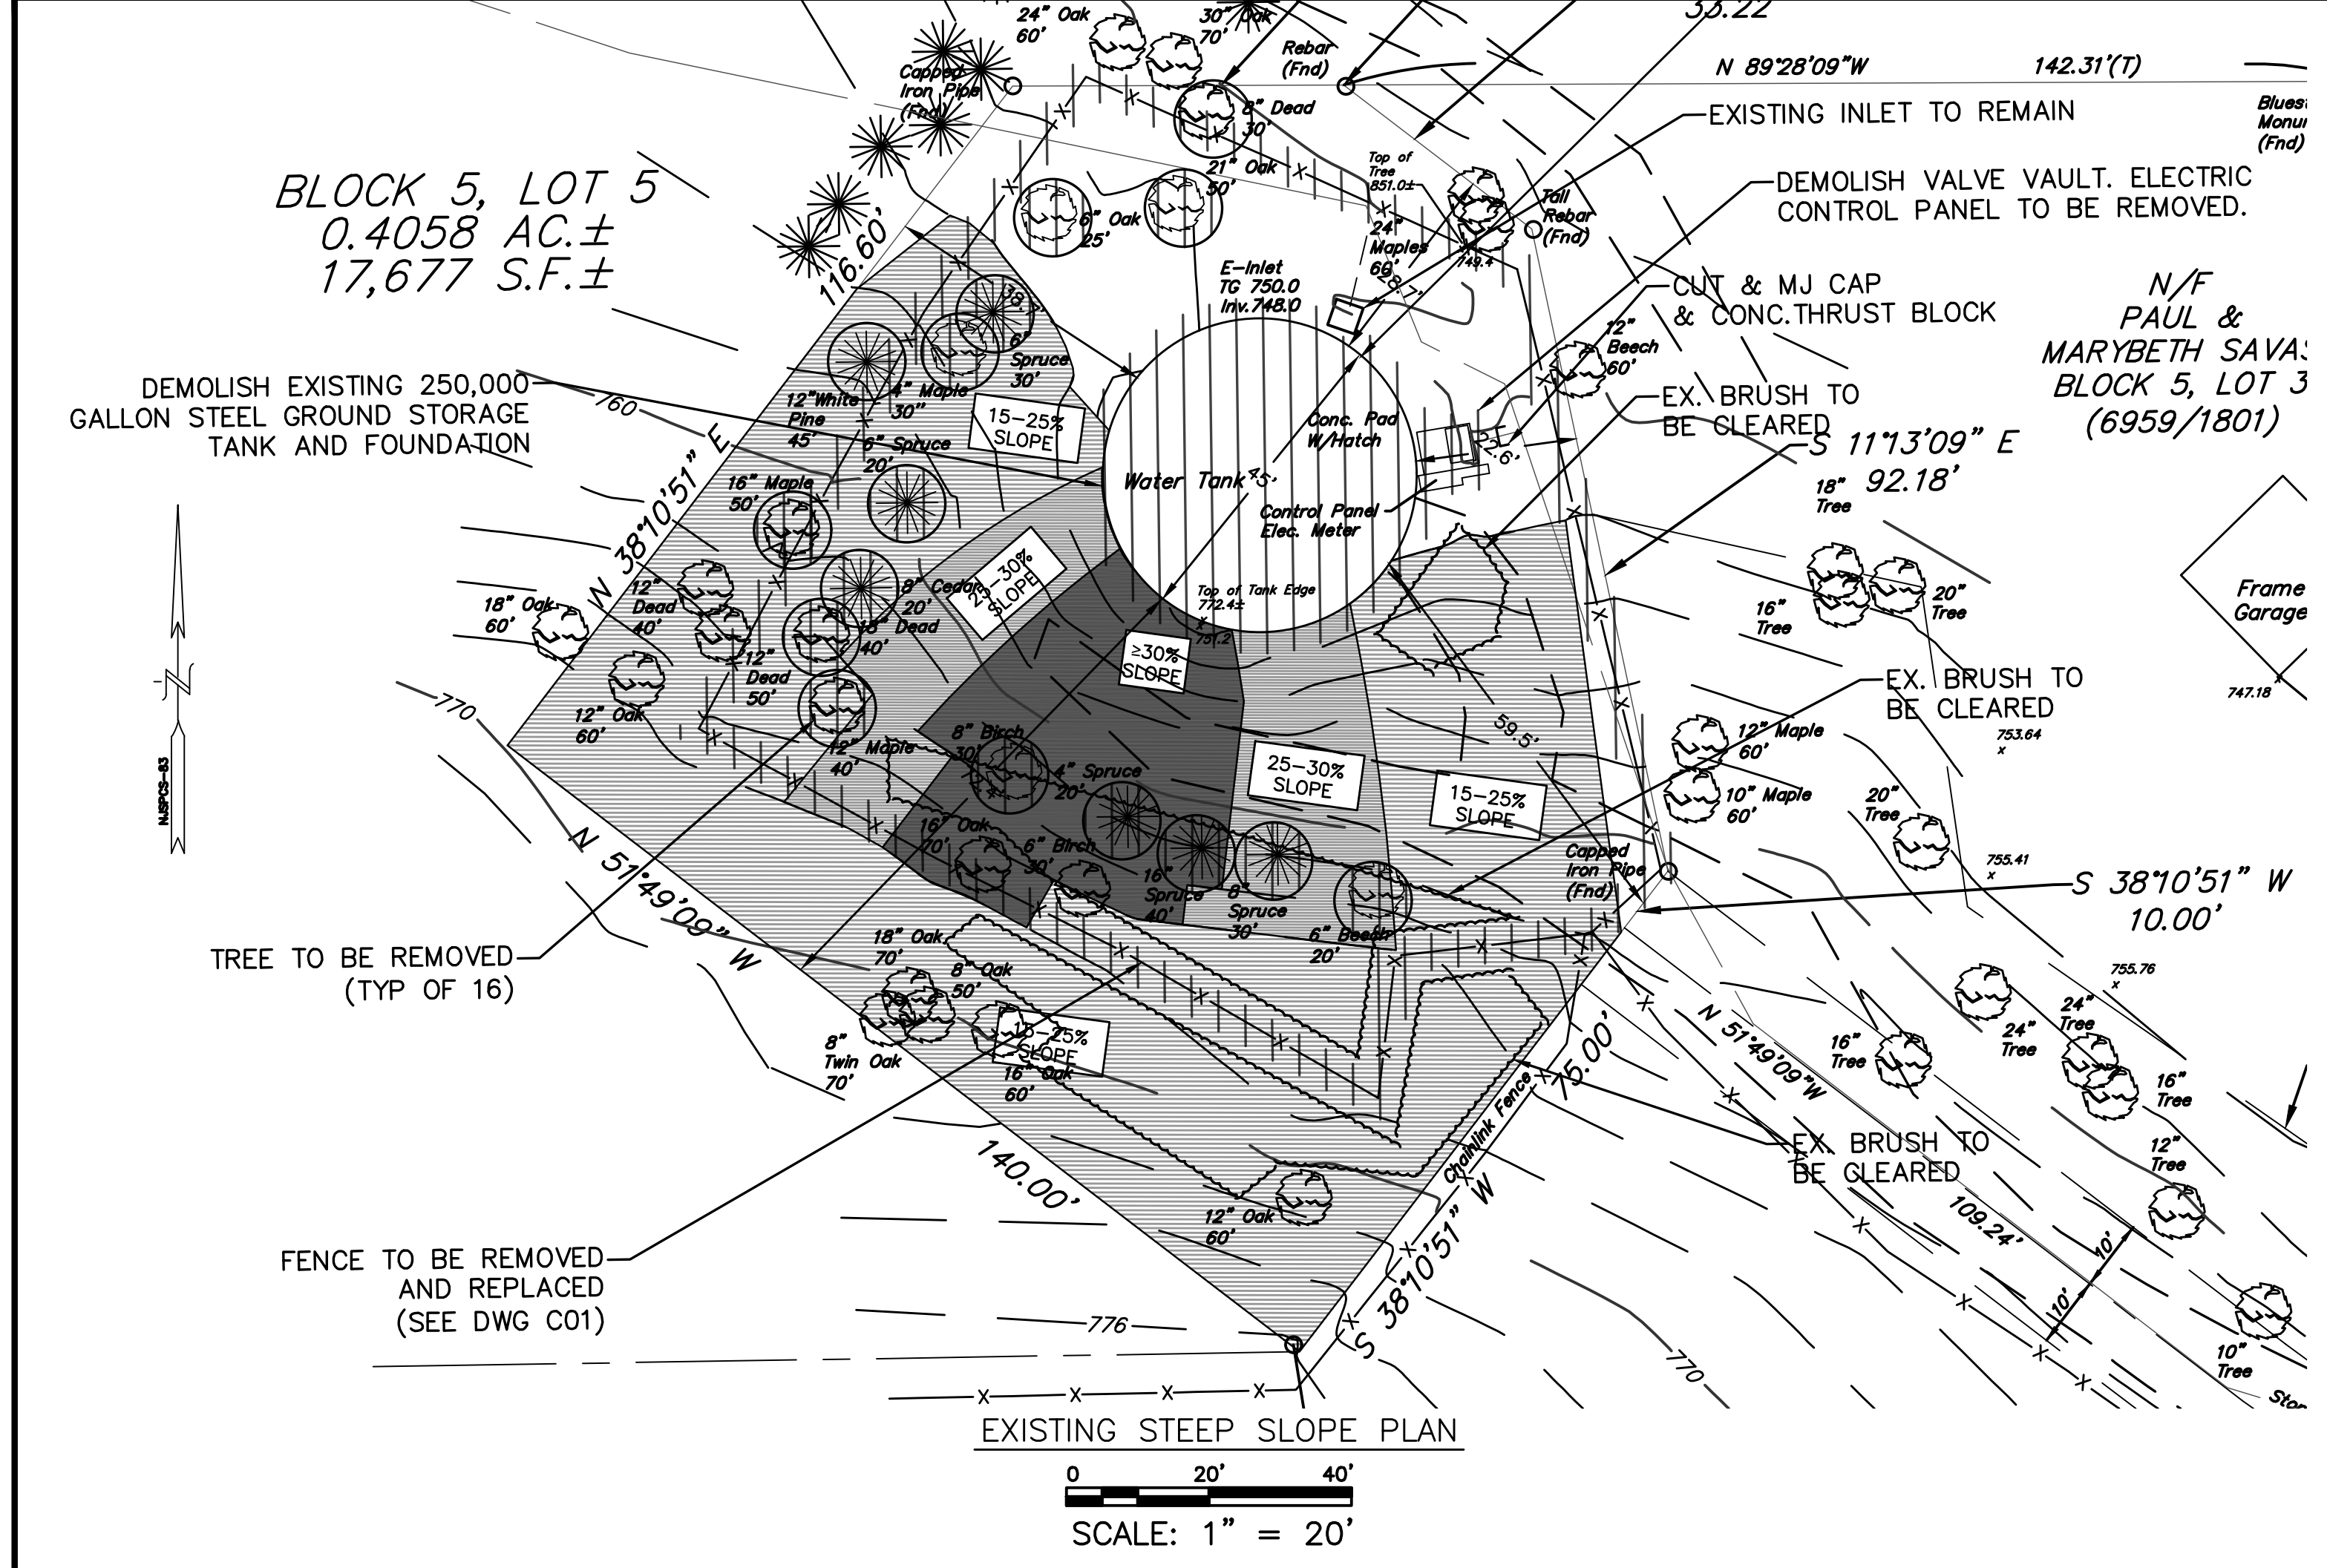 24" Oak
60'
30" Oak
70'
Rebar
(Fnd)
33.22
N 89°28'09"W
142.31'(T)
Capped
Iron Pipe
(Fnd)
8" Dead
30'
EXISTING INLET TO REMAIN
BLOCK 5, LOT 5
0.4058 AC.±
17,677 S.F.±
21" Oak
50'
Top of
Tree
851.0±
Tall
Rebar
(Fnd)
DEMOLISH VALVE VAULT. ELECTRIC
CONTROL PANEL TO BE REMOVED.
116.60'
6" Oak
25'
24"
Maples
60'
749.4
28.7'
E-Inlet
TG 750.0
Inv.748.0
CUT & MJ CAP
& CONC.THRUST BLOCK
N/F
PAUL &
BLOCK 5, LOT 3
(6959/1801)
6"
Spruce
30'
12"
Beech
60'
DEMOLISH EXISTING 250,000
GALLON STEEL GROUND STORAGE
TANK AND FOUNDATION
760
12"White
Pine
45'
4" Maple
30"
15-25%
SLOPE
EX. BRUSH TO
BE CLEARED
Conc. Pad
W/Hatch
22.6'
S 11°13'09" E
92.18'
6" Spruce
20'
16" Maple
50'
Water Tank
45'
Control Panel
Elec. Meter
18"
Tree
N 38°10'51" E
25-30%
SLOPE
8" Cedar
20'
18" Dead
40'
12"
Dead
40'
18" Oak
60'
Top of Tank Edge
772.4±
751.2
16"
Tree
20"
Tree
Frame
Garage
747.18
≥30%
SLOPE
12"
Dead
50'
12" Oak
60'
770
12" Maple
40'
8" Birch
30'
4" Spruce
20'
59.5'
25-30%
SLOPE
15-25%
SLOPE
EX. BRUSH TO
BE CLEARED
12" Maple
60'
753.64
10" Maple
60'
20"
Tree
NJSPCS-83
16" Oak
70'
6" Birch
30'
16"
Spruce
40'
8"
Spruce
30'
6" Beech
20'
Capped
Iron Pipe
(Fnd)
755.41
S 38°10'51" W
10.00'
N 51°49'09" W
TREE TO BE REMOVED
(TYP OF 16)
18" Oak
70'
8" Oak
50'
8"
Twin Oak
70'
15-25%
SLOPE
16" Oak
60'
755.76
24"
Tree
24"
Tree
16"
Tree
16"
Tree
N 51°49'09"W
75.00'
Chainlink Fence
EX. BRUSH TO
BE CLEARED
12"
Tree
140.00'
12" Oak
60'
S 38°10'51" W
109.24'
10'
10'
FENCE TO BE REMOVED
AND REPLACED
(SEE DWG C01)
776
770
10"
Tree
EXISTING STEEP SLOPE PLAN
0 20' 40'
SCALE: 1" = 20'